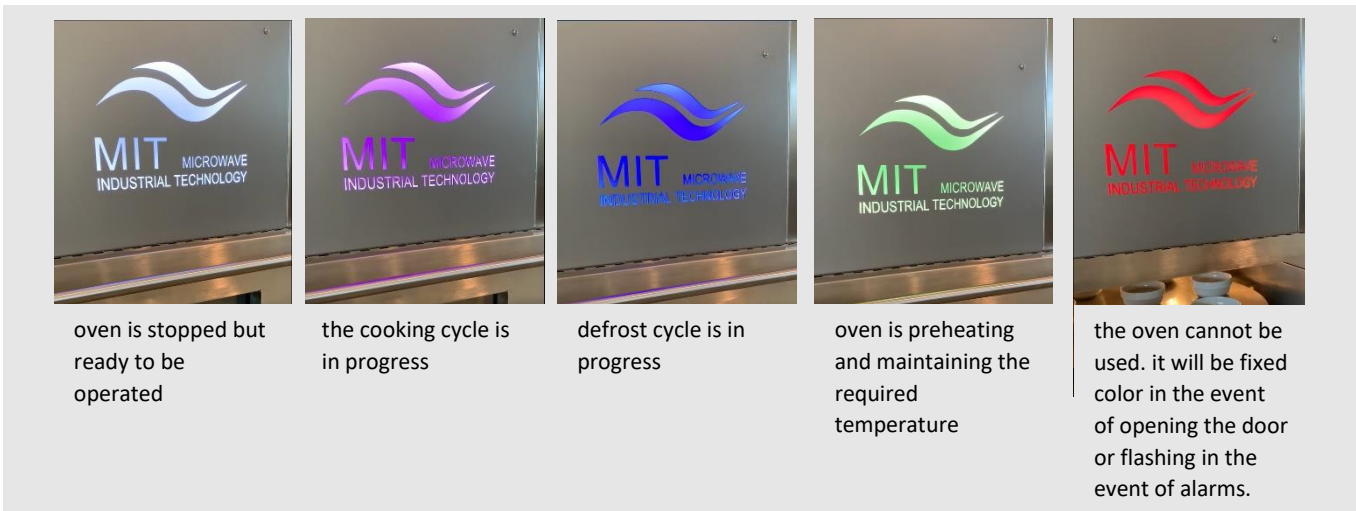 MIT MICROWAVE
INDUSTRIAL TECHNOLOGY
MIT MICROWAVE
INDUSTRIAL TECHNOLOGY
MIT MICROWAVE
INDUSTRIAL TECHNOLOGY
MIT MICROWAVE
INDUSTRIAL TECHNOLOGY
MIT MICROWAVE
INDUSTRIAL TECHNOLOGY
oven is stopped but
ready to be
operated
the cooking cycle is
in progress
defrost cycle is in
progress
oven is preheating
and maintaining the
required
temperature
the oven cannot be
used. it will be fixed
color in the event
of opening the door
or flashing in the
event of alarms.